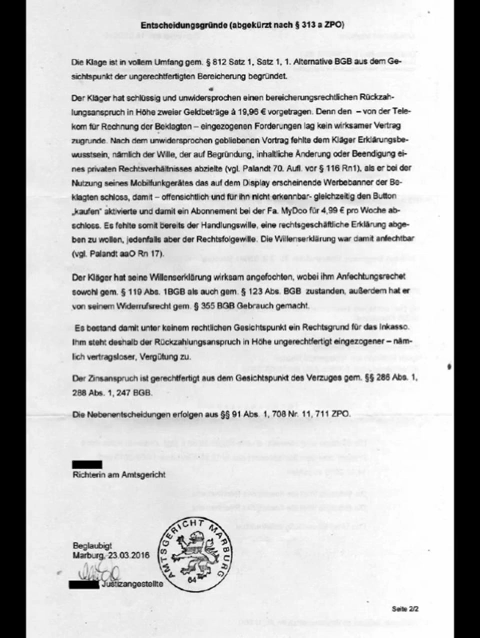 Entscheidungsgründe (abgekürzt nach § 313 a ZPO)
Die Klage ist in vollem Umfang gem. § 812 Satz 1, Satz 1, 1. Alternative BGB aus dem Ge-
sichtspunkt der ungerechtfertigten Bereicherung begründet.
Der Kläger hat schlüssig und unwidersprochen einen bereicherungsrechtlichen Rückzah-
lungsanspruch in Höhe zweier Geldbeträge à 19,96 € vorgetragen. Denn den – von der Tele-
kom für Rechnung der Beklagten – eingezogenen Forderungen lag kein wirksamer Vertrag
zugrunde. Nach dem unwidersprochen gebliebenen Vortrag fehlte dem Kläger Erklärungsbe-
wusstsein, nämlich der Wille, der auf Begründung, inhaltliche Änderung oder Beendigung ei-
nes privaten Rechtsverhältnisses abzielte (vgl. Palandt 70. Aufl. vor § 116 Rn1), als er bei der
Nutzung seines Mobilfunkgerätes das auf dem Display erscheinende Werbebanner der Be-
klagten schloss, damit – offensichtlich und für ihn nicht erkennbar- gleichzeitig den Button
„kaufen" aktivierte und damit ein Abonnement bei der Fa. MyDoo für 4,99 € pro Woche ab-
schloss. Es fehlte somit bereits der Handlungswille, eine rechtsgeschäftliche Erklärung abge-
ben zu wollen, jedenfalls aber der Rechtsfolgewille. Die Willenserklärung war damit anfechtbar
(vgl. Palandt aaO Rn 17).
Der Kläger hat seine Willenserklärung wirksam angefochten, wobei ihm Anfechtungsrechet
sowohl gem. § 119 Abs. 1BGB als auch gem. § 123 Abs. BGB zustanden, außerdem hat er
von seinem Widerrufsrecht gem. § 355 BGB Gebrauch gemacht.
Es bestand damit unter keinem rechtlichen Gesichtspunkt ein Rechtsgrund für das Inkasso.
Ihm steht deshalb der Rückzahlungsanspruch in Höhe ungerechtfertigt eingezogener – näm-
lich vertragsloser, Vergütung zu.
Der Zinsanspruch ist gerechtfertigt aus dem Gesichtspunkt des Verzuges gem. §§ 286 Abs. 1,
288 Abs. 1, 247 BGB.
Die Nebenentscheidungen erfolgen aus §§ 91 Abs. 1, 708 Nr. 11, 711 ZPO.
Richterin am Amtsgericht
Beglaubigt
Marburg, 23.03.2016
Justizangestellte
AMTSGERICHT MARBURG
64
Seite 2/2